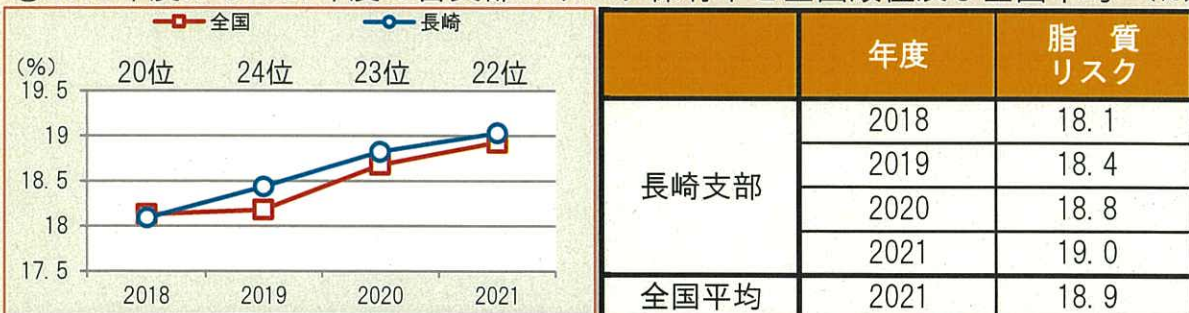 全国 長崎
(%) 20位 24位 23位 22位
19.5
19
18.5
18
17.5
2018 2019 2020 2021
年度 脂質リスク
長崎支部 2018 18.1
2019 18.4
2020 18.8
2021 19.0
全国平均 2021 18.9